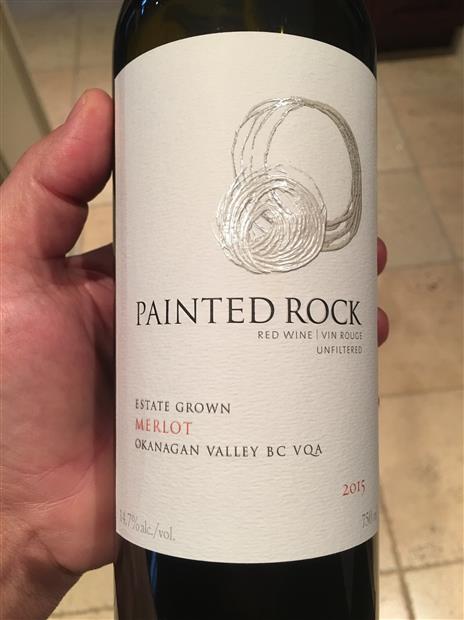 PAINTED ROCK
RED WINE | VIN ROUGE
UNFILTERED
ESTATE GROWN
MERLOT
OKANAGAN VALLEY BC VQA
2015
14.7% alc./vol.